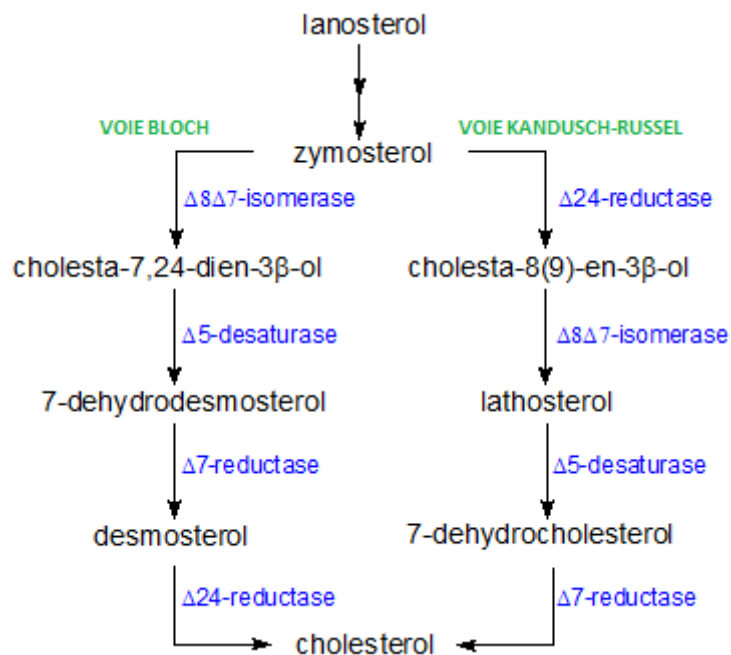 lanosterol
VOIE BLOCH
VOIE KANDUSCH-RUSSEL
zymosterol
Δ8Δ7-isomerase
Δ24-reductase
cholesta-7,24-dien-3β-ol
cholesta-8(9)-en-3β-ol
Δ5-desaturase
Δ8Δ7-isomerase
7-dehydrodesmosterol
lathosterol
Δ7-reductase
Δ5-desaturase
desmosterol
7-dehydrocholesterol
Δ24-reductase
Δ7-reductase
cholesterol